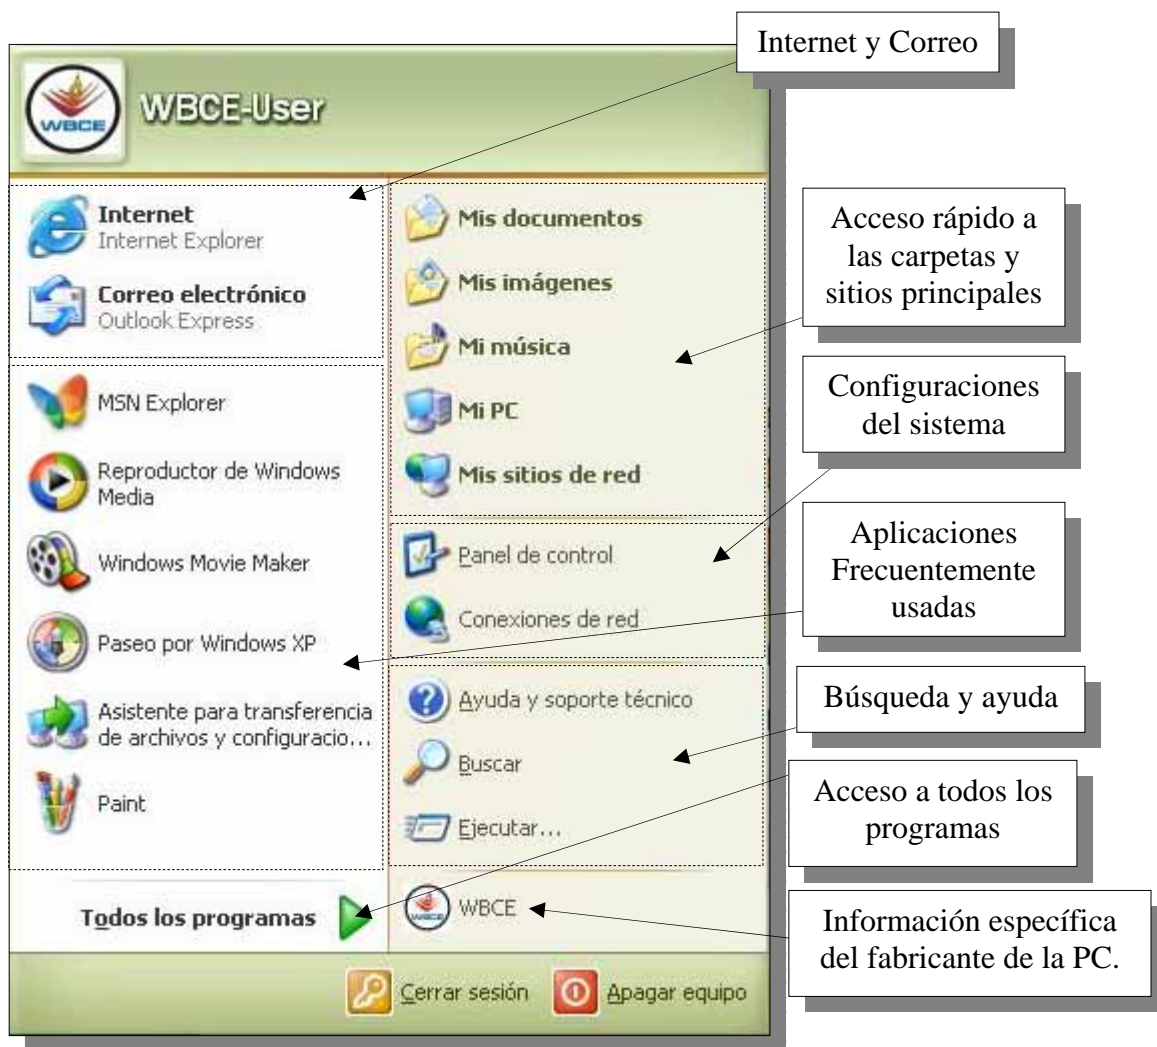 Internet y Correo
WBCE
WBCE-User
Internet
Internet Explorer
Correo electrónico
Outlook Express
MSN Explorer
Reproductor de Windows
Media
Windows Movie Maker
Paseo por Windows XP
Asistente para transferencia
de archivos y configuracio...
Paint
Todos los programas
Mis documentos
Mis imágenes
Mi música
Mi PC
Mis sitios de red
Panel de control
Conexiones de red
Ayuda y soporte técnico
Buscar
Ejecutar...
WBCE
WBCE
Cerrar sesión
Apagar equipo
Acceso rápido a
las carpetas y
sitios principales
Configuraciones
del sistema
Aplicaciones
Frecuentemente
usadas
Búsqueda y ayuda
Acceso a todos los
programas
Información específica
del fabricante de la PC.